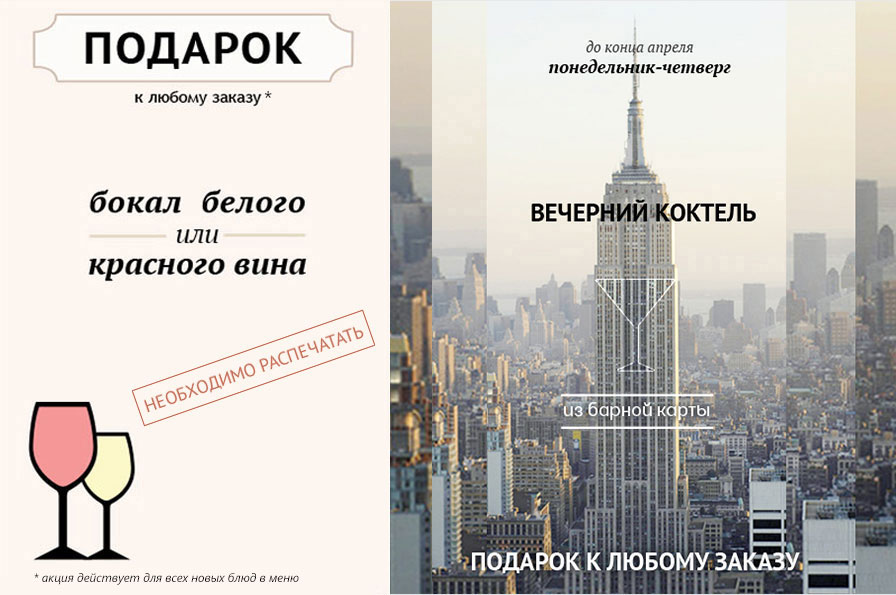 ПОДАРОК
к любому заказу *
бокал белого
или
красного вина
НЕОБХОДИМО РАСПЕЧАТАТЬ
* акция действует для всех новых блюд в меню
до конца апреля
понедельник-четверг
ВЕЧЕРНИЙ КОКТЕЛЬ
из барной карты
ПОДАРОК К ЛЮБОМУ ЗАКАЗУ